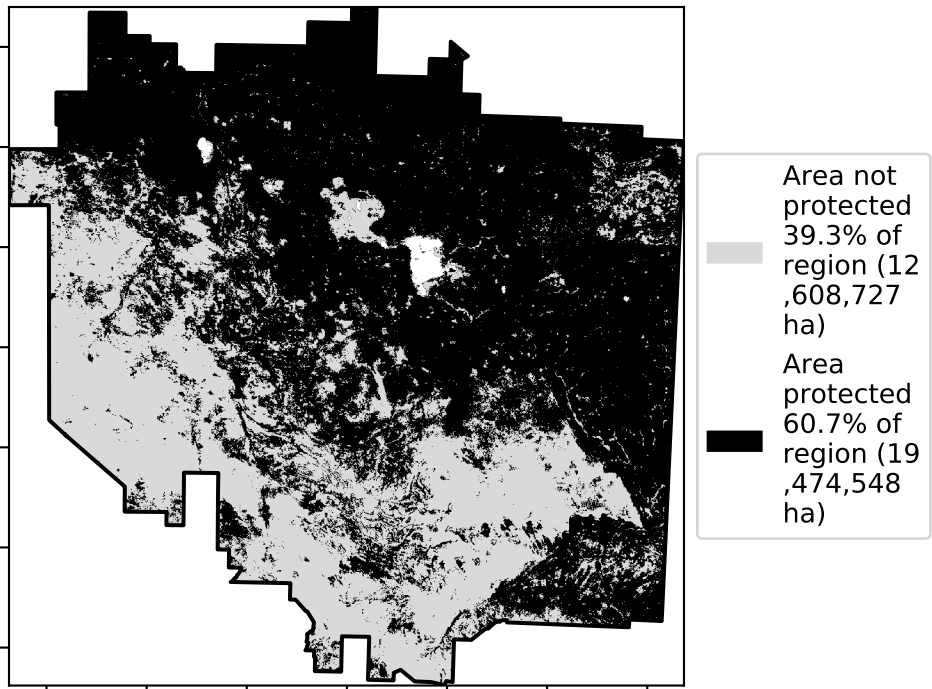 Area not
protected
39.3% of
region (12
,608,727
ha)
Area
protected
60.7% of
region (19
,474,548
ha)